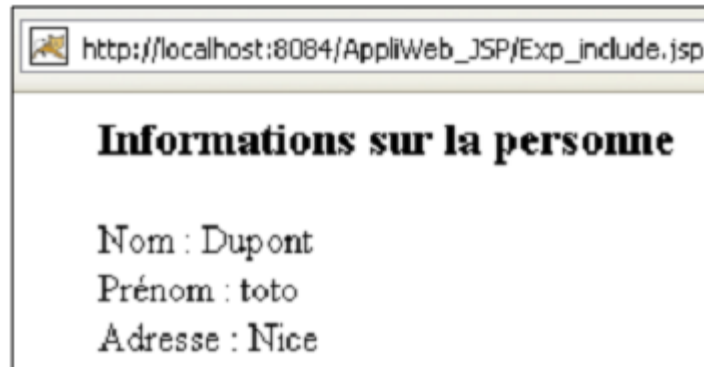 http://localhost:8084/AppliWeb_JSP/Exp_include.jsp
Informations sur la personne
Nom : Dupont
Prénom : toto
Adresse : Nice